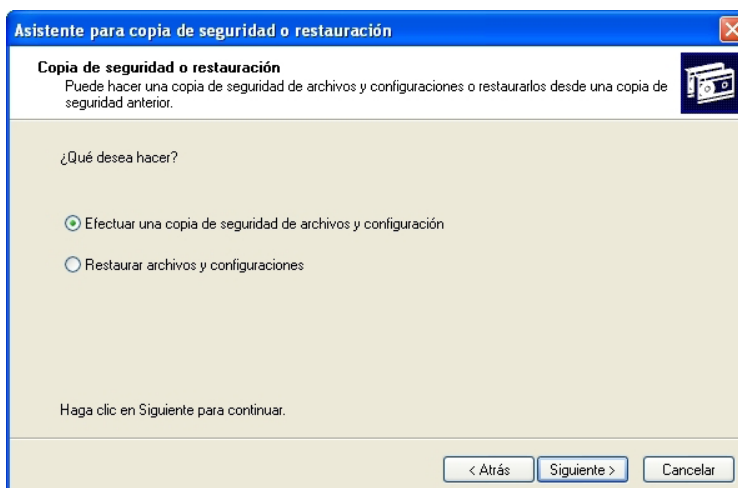 Asistente para copia de seguridad o restauración
Copia de seguridad o restauración
Puede hacer una copia de seguridad de archivos y configuraciones o restaurarlos desde una copia de
seguridad anterior.
¿Qué desea hacer?
Efectuar una copia de seguridad de archivos y configuración
Restaurar archivos y configuraciones
Haga clic en Siguiente para continuar.
< Atrás Siguiente > Cancelar